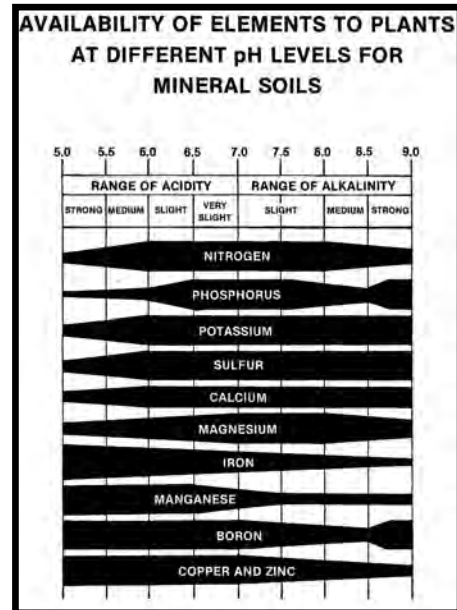 AVAILABILITY OF ELEMENTS TO PLANTS
AT DIFFERENT pH LEVELS FOR
MINERAL SOILS
5.0 5.5 6.0 6.5 7.0 7.5 8.0 8.5 9.0
RANGE OF ACIDITY RANGE OF ALKALINITY
STRONG MEDIUM SLIGHT VERY SLIGHT SLIGHT MEDIUM STRONG
NITROGEN
PHOSPHORUS
POTASSIUM
SULFUR
CALCIUM
MAGNESIUM
IRON
MANGANESE
BORON
COPPER AND ZINC